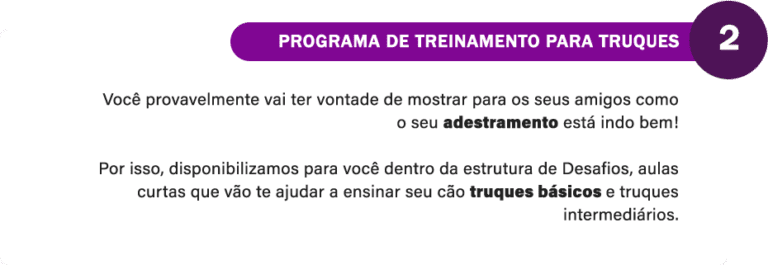 PROGRAMA DE TREINAMENTO PARA TRUQUES 2
Você provavelmente vai ter vontade de mostrar para os seus amigos como
o seu adestramento está indo bem!
Por isso, disponibilizamos para você dentro da estrutura de Desafios, aulas
curtas que vão te ajudar a ensinar seu cão truques básicos e truques
intermediários.